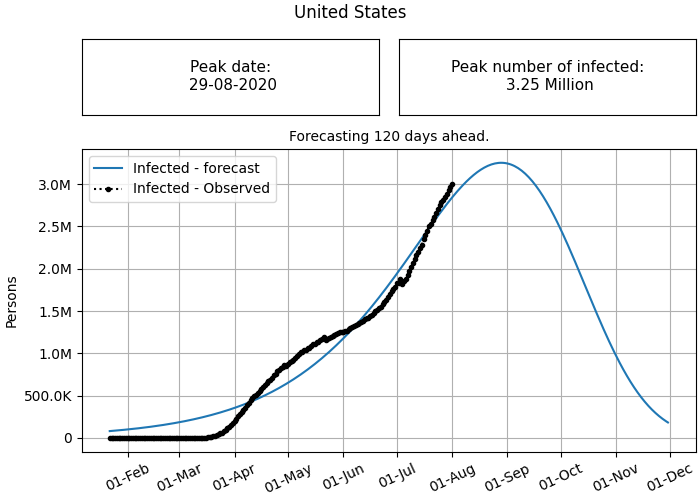 United States
Peak date:
29-08-2020
Peak number of infected:
3.25 Million
Forecasting 120 days ahead.
Infected - forecast
Infected - Observed
Persons
3.0M
2.5M
2.0M
1.5M
1.0M
500.0K
0
01-Feb
01-Mar
01-Apr
01-May
01-Jun
01-Jul
01-Aug
01-Sep
01-Oct
01-Nov
01-Dec